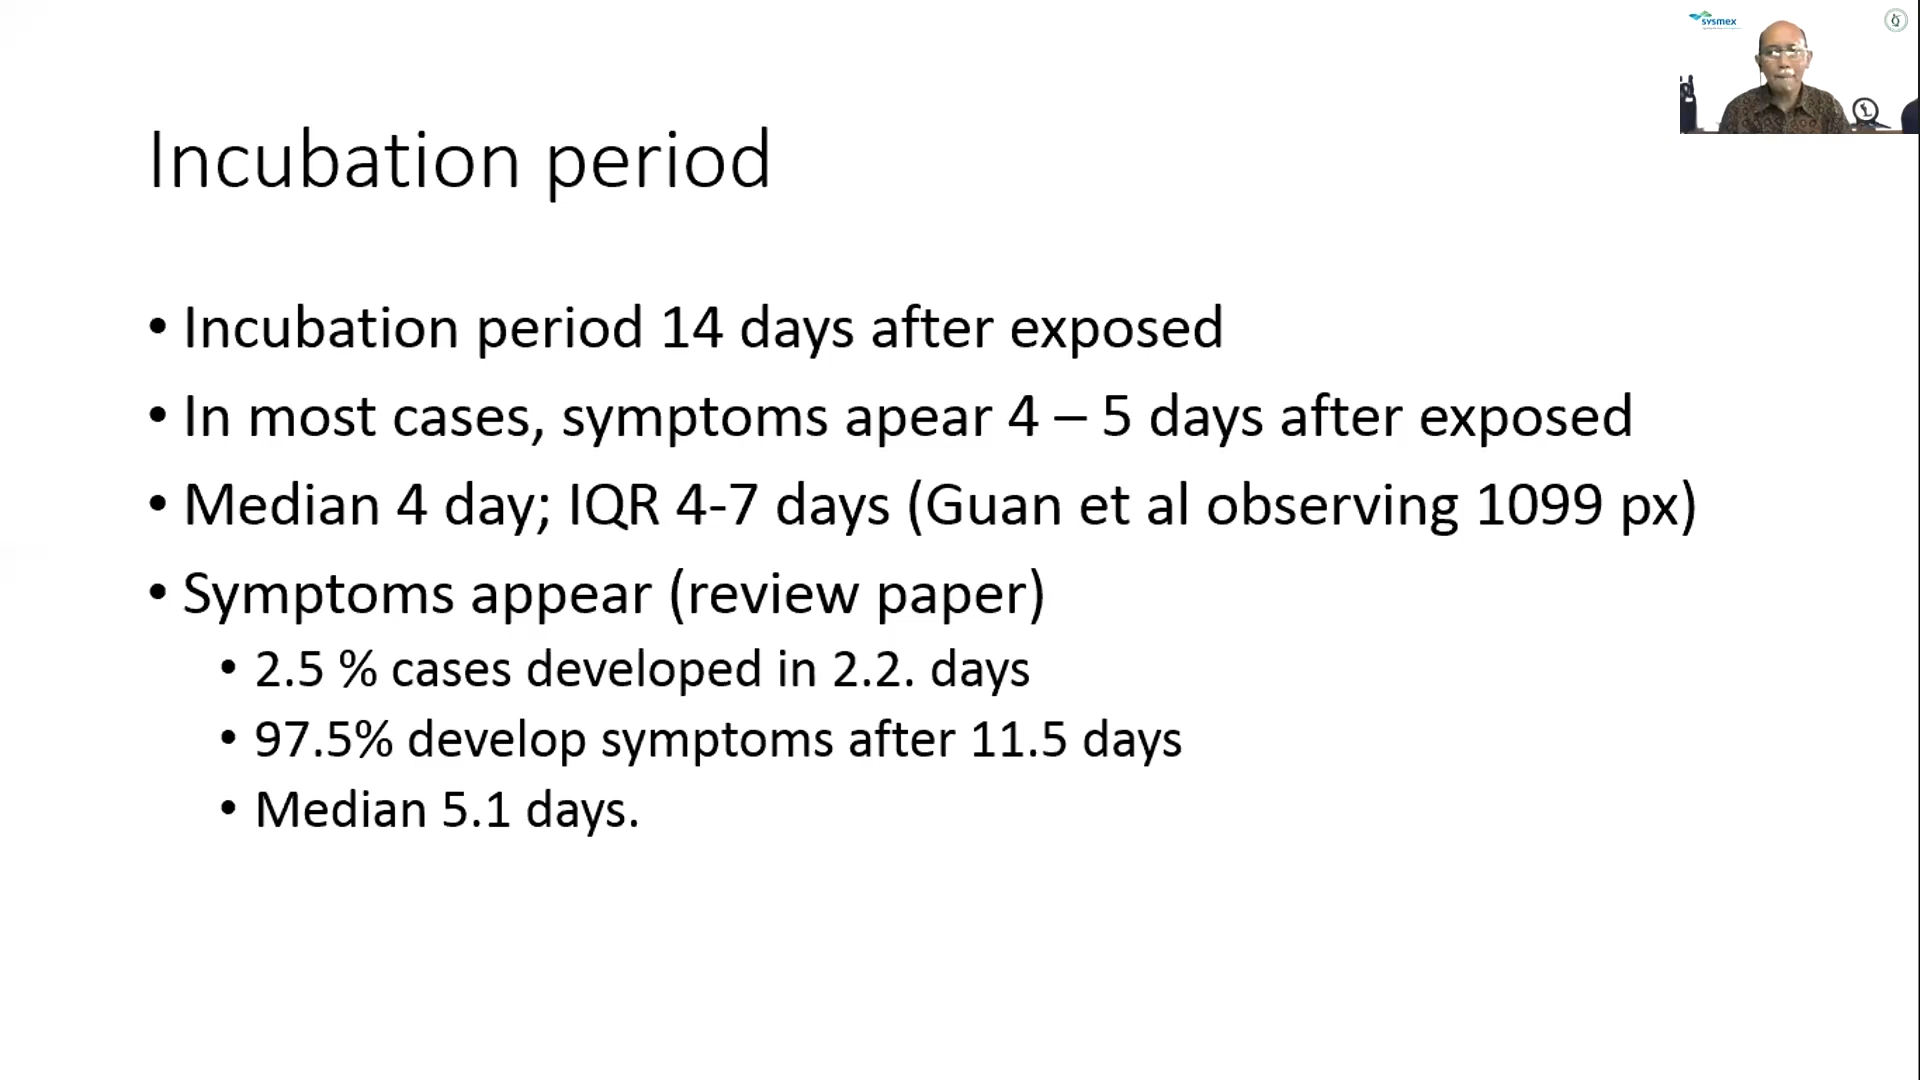 sysmex
Incubation period
• Incubation period 14 days after exposed
• In most cases, symptoms apear 4 – 5 days after exposed
• Median 4 day; IQR 4-7 days (Guan et al observing 1099 px)
• Symptoms appear (review paper)
• 2.5 % cases developed in 2.2. days
• 97.5% develop symptoms after 11.5 days
• Median 5.1 days.